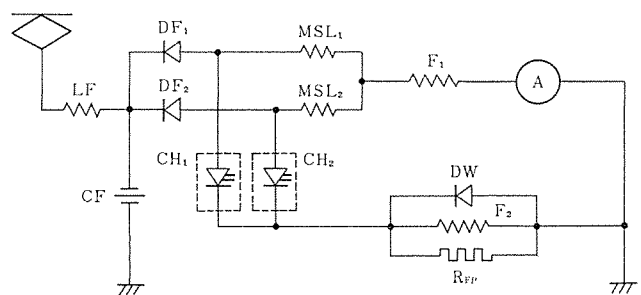 DF₁
MSL₁
F₁
A
LF
DF₂
MSL₂
CH₁
CH₂
CF
DW
F₂
R_FP